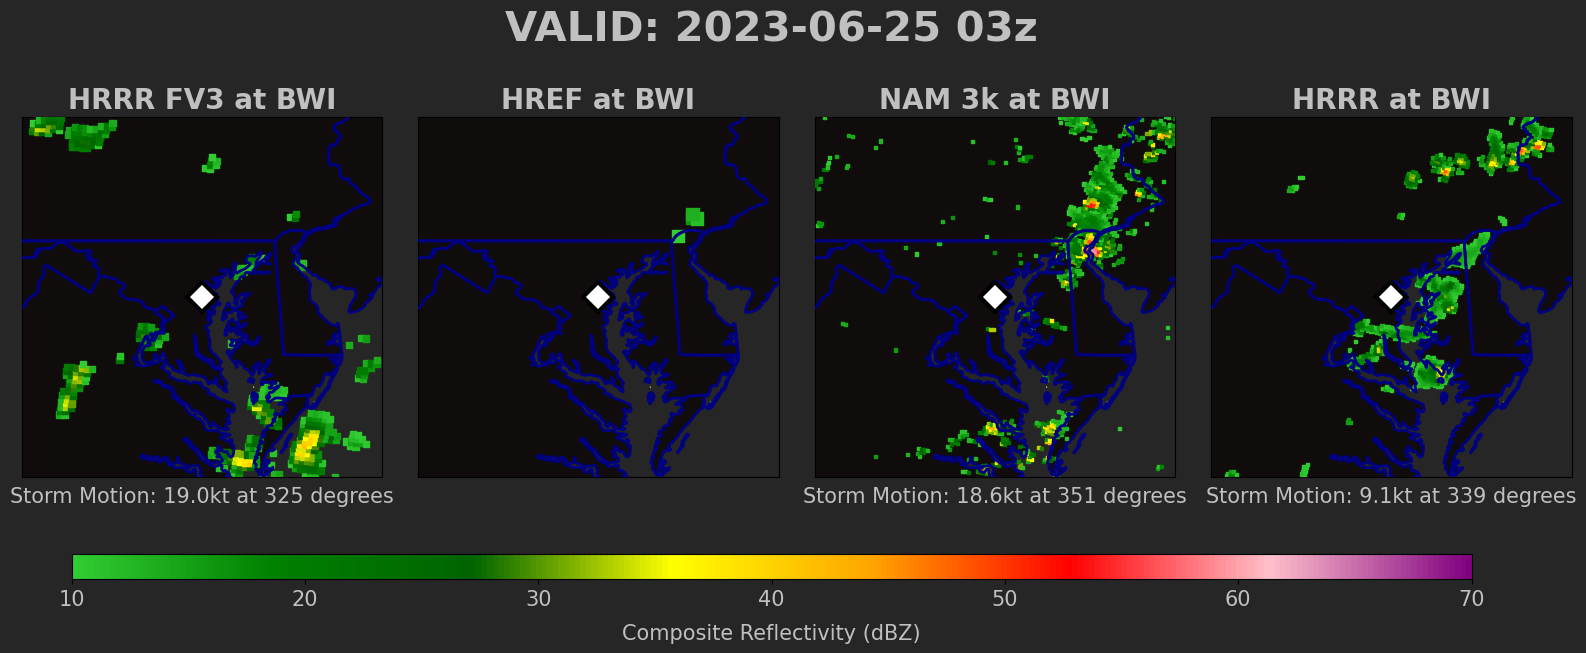 VALID: 2023-06-25 03z
HRRR FV3 at BWI
HREF at BWI
NAM 3k at BWI
HRRR at BWI
Storm Motion: 19.0kt at 325 degrees
Storm Motion: 18.6kt at 351 degrees
Storm Motion: 9.1kt at 339 degrees
10 20 30 40 50 60 70
Composite Reflectivity (dBZ)